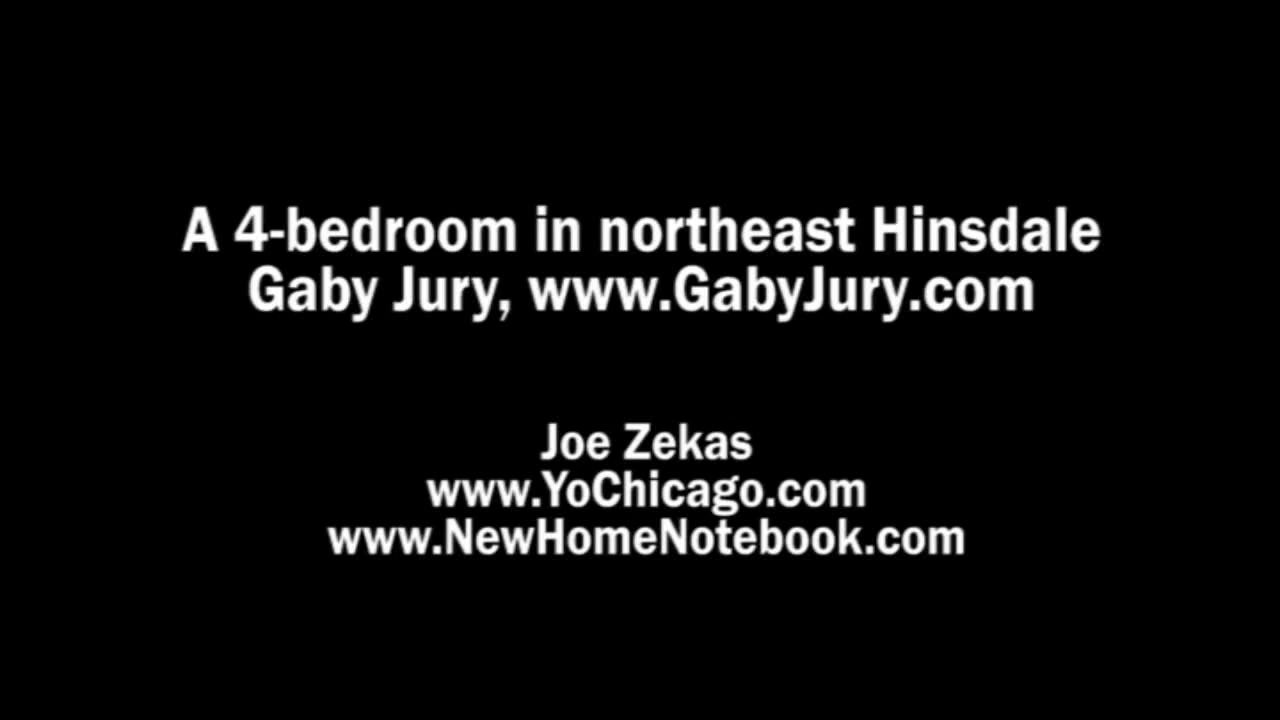 A 4-bedroom in northeast Hinsdale
Gaby Jury, www.GabyJury.com
Joe Zekas
www.YoChicago.com
www.NewHomeNotebook.com